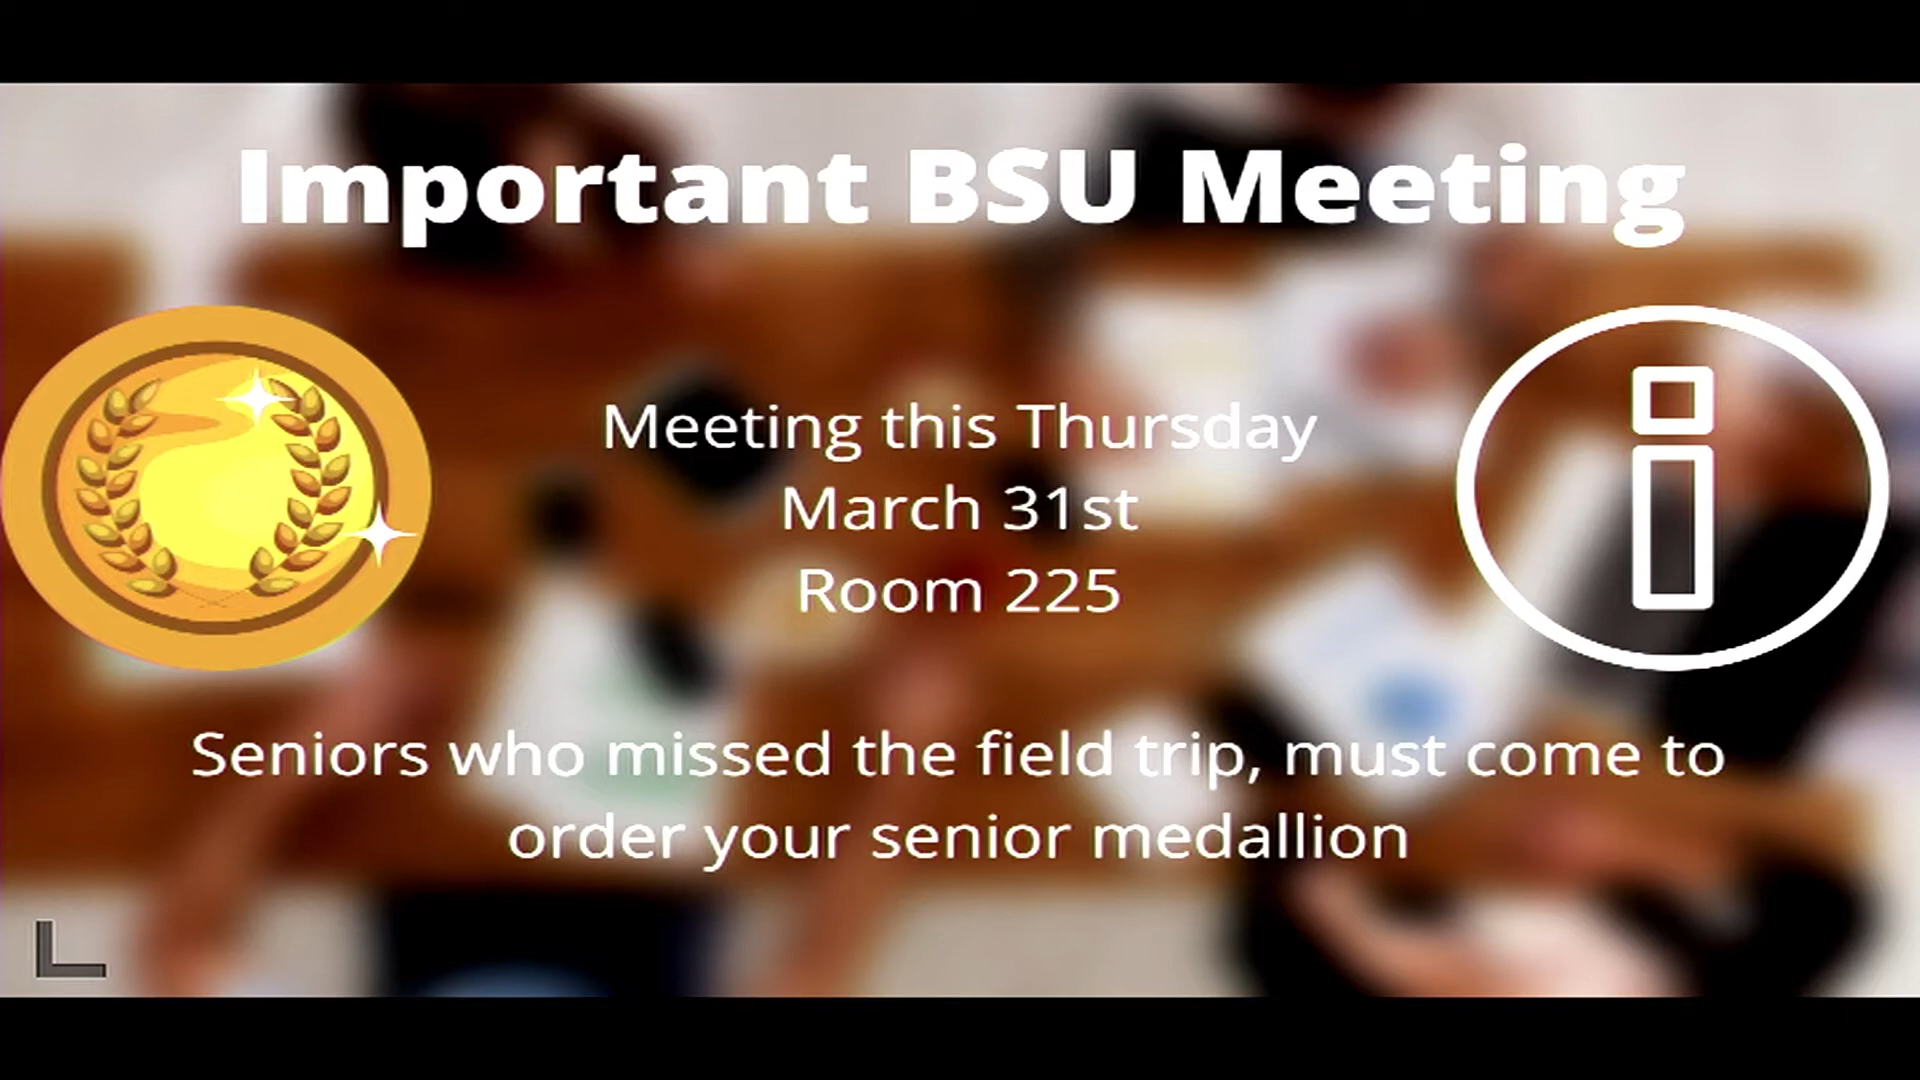 Important BSU Meeting
Meeting this Thursday
March 31st
Room 225
Seniors who missed the field trip, must come to
order your senior medallion